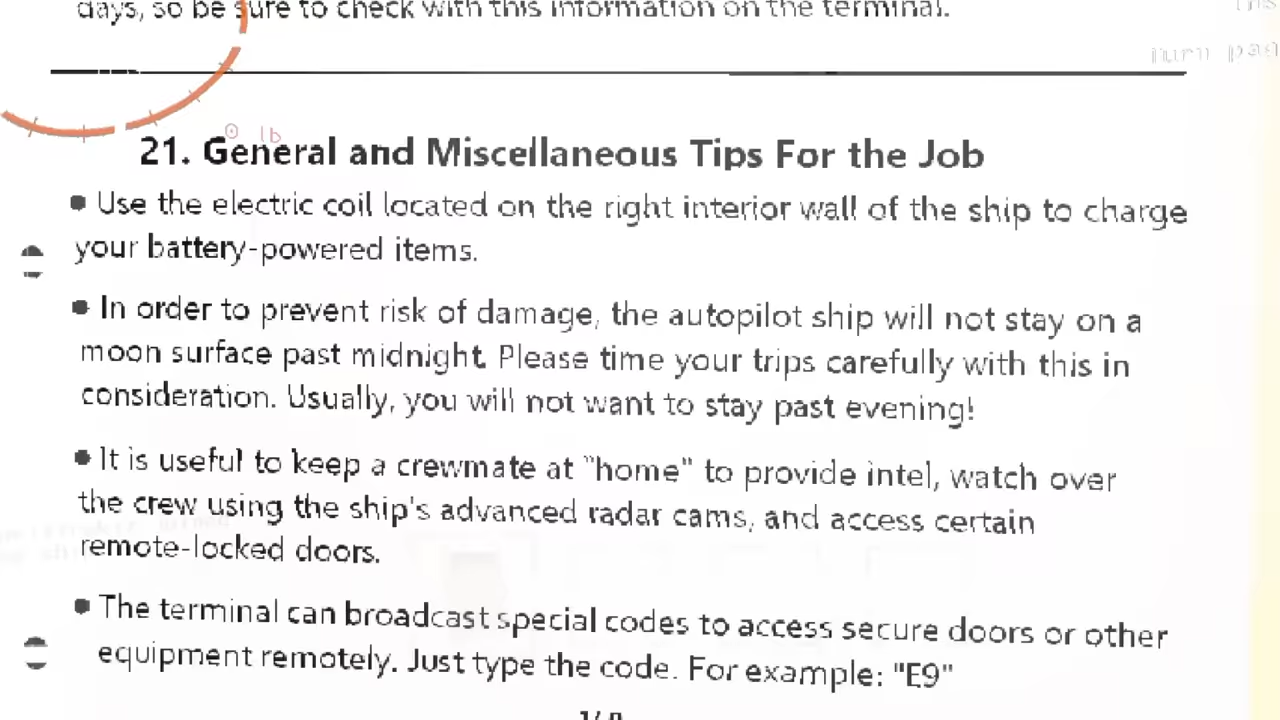 days, so be sure to check with this information on the terminal.
turn pag
0 lb
21. General and Miscellaneous Tips For the Job
• Use the electric coil located on the right interior wall of the ship to charge
your battery-powered items.
• In order to prevent risk of damage, the autopilot ship will not stay on a
moon surface past midnight. Please time your trips carefully with this in
consideration. Usually, you will not want to stay past evening!
• It is useful to keep a crewmate at "home" to provide intel, watch over
the crew using the ship's advanced radar cams, and access certain
remote-locked doors.
• The terminal can broadcast special codes to access secure doors or other
equipment remotely. Just type the code. For example: "E9"